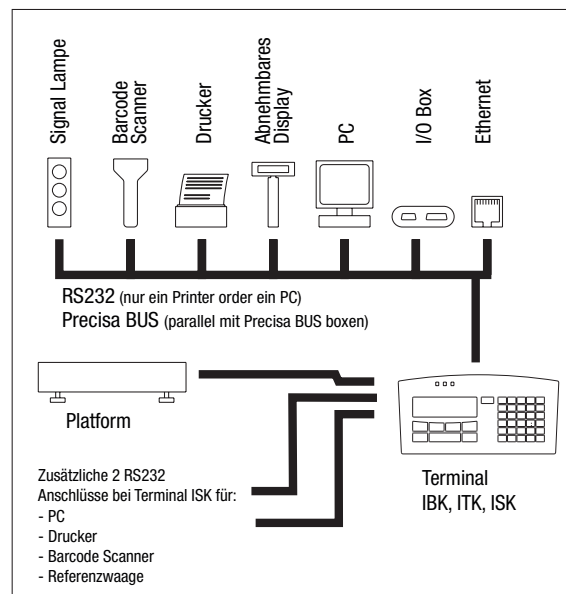 Signal Lampe
Barcode
Scanner
Drucker
Abnehmbares
Display
PC
I/O Box
Ethernet
RS232 (nur ein Printer order ein PC)
Precisa BUS (parallel mit Precisa BUS boxen)
Platform
Zusätzliche 2 RS232
Anschlüsse bei Terminal ISK für:
- PC
- Drucker
- Barcode Scanner
- Referenzwaage
Terminal
IBK, ITK, ISK